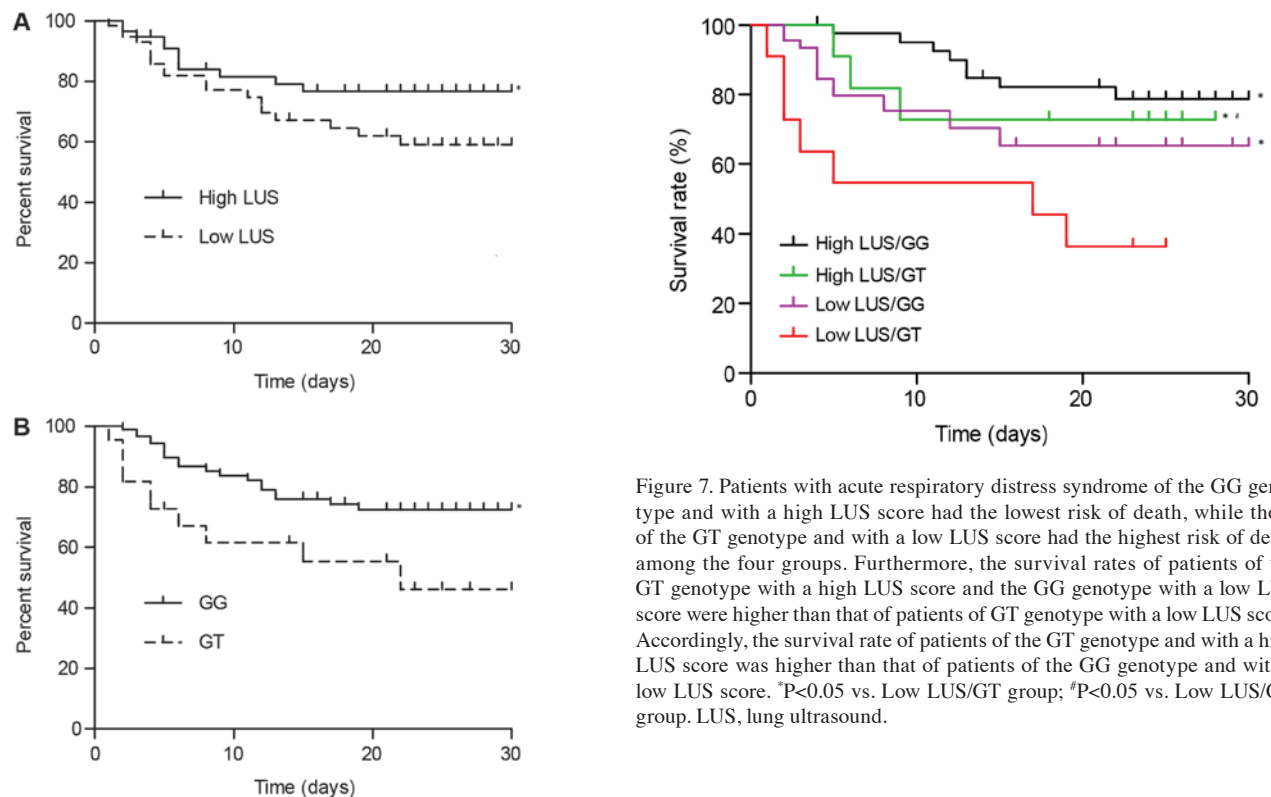 A
100
80
60
40
20
0
Percent survival
High LUS
Low LUS
*
0 10 20 30
Time (days)
B
100
80
60
40
20
0
Percent survival
GG
GT
*
0 10 20 30
Time (days)
100
80
60
40
20
0
Survival rate (%)
*
* #
*
High LUS/GG
High LUS/GT
Low LUS/GG
Low LUS/GT
0 10 20 30
Time (days)
Figure 7. Patients with acute respiratory distress syndrome of the GG gen
type and with a high LUS score had the lowest risk of death, while tho
of the GT genotype and with a low LUS score had the highest risk of de
among the four groups. Furthermore, the survival rates of patients of
GT genotype with a high LUS score and the GG genotype with a low L
score were higher than that of patients of GT genotype with a low LUS sco
Accordingly, the survival rate of patients of the GT genotype and with a hi
LUS score was higher than that of patients of the GG genotype and wit
low LUS score. *P<0.05 vs. Low LUS/GT group; #P<0.05 vs. Low LUS/
group. LUS, lung ultrasound.